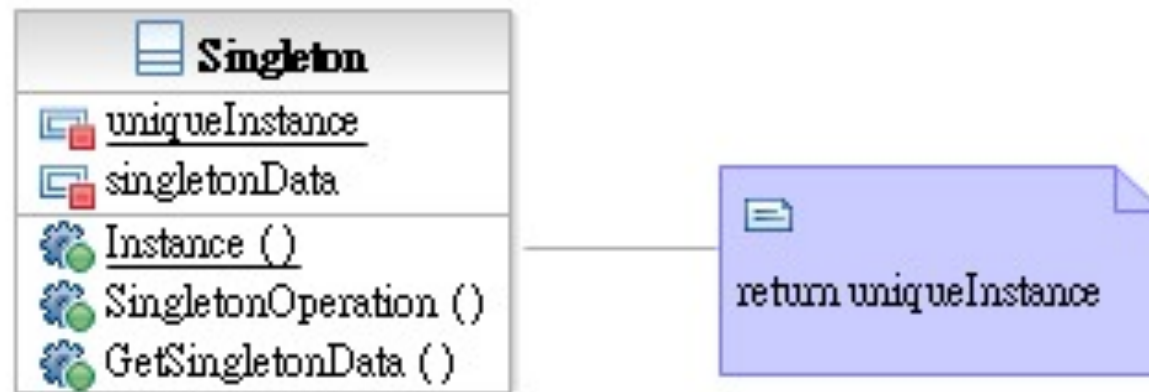 Singleton
uniqueInstance
singletonData
Instance ()
SingletonOperation ()
GetSingletonData ()
return uniqueInstance